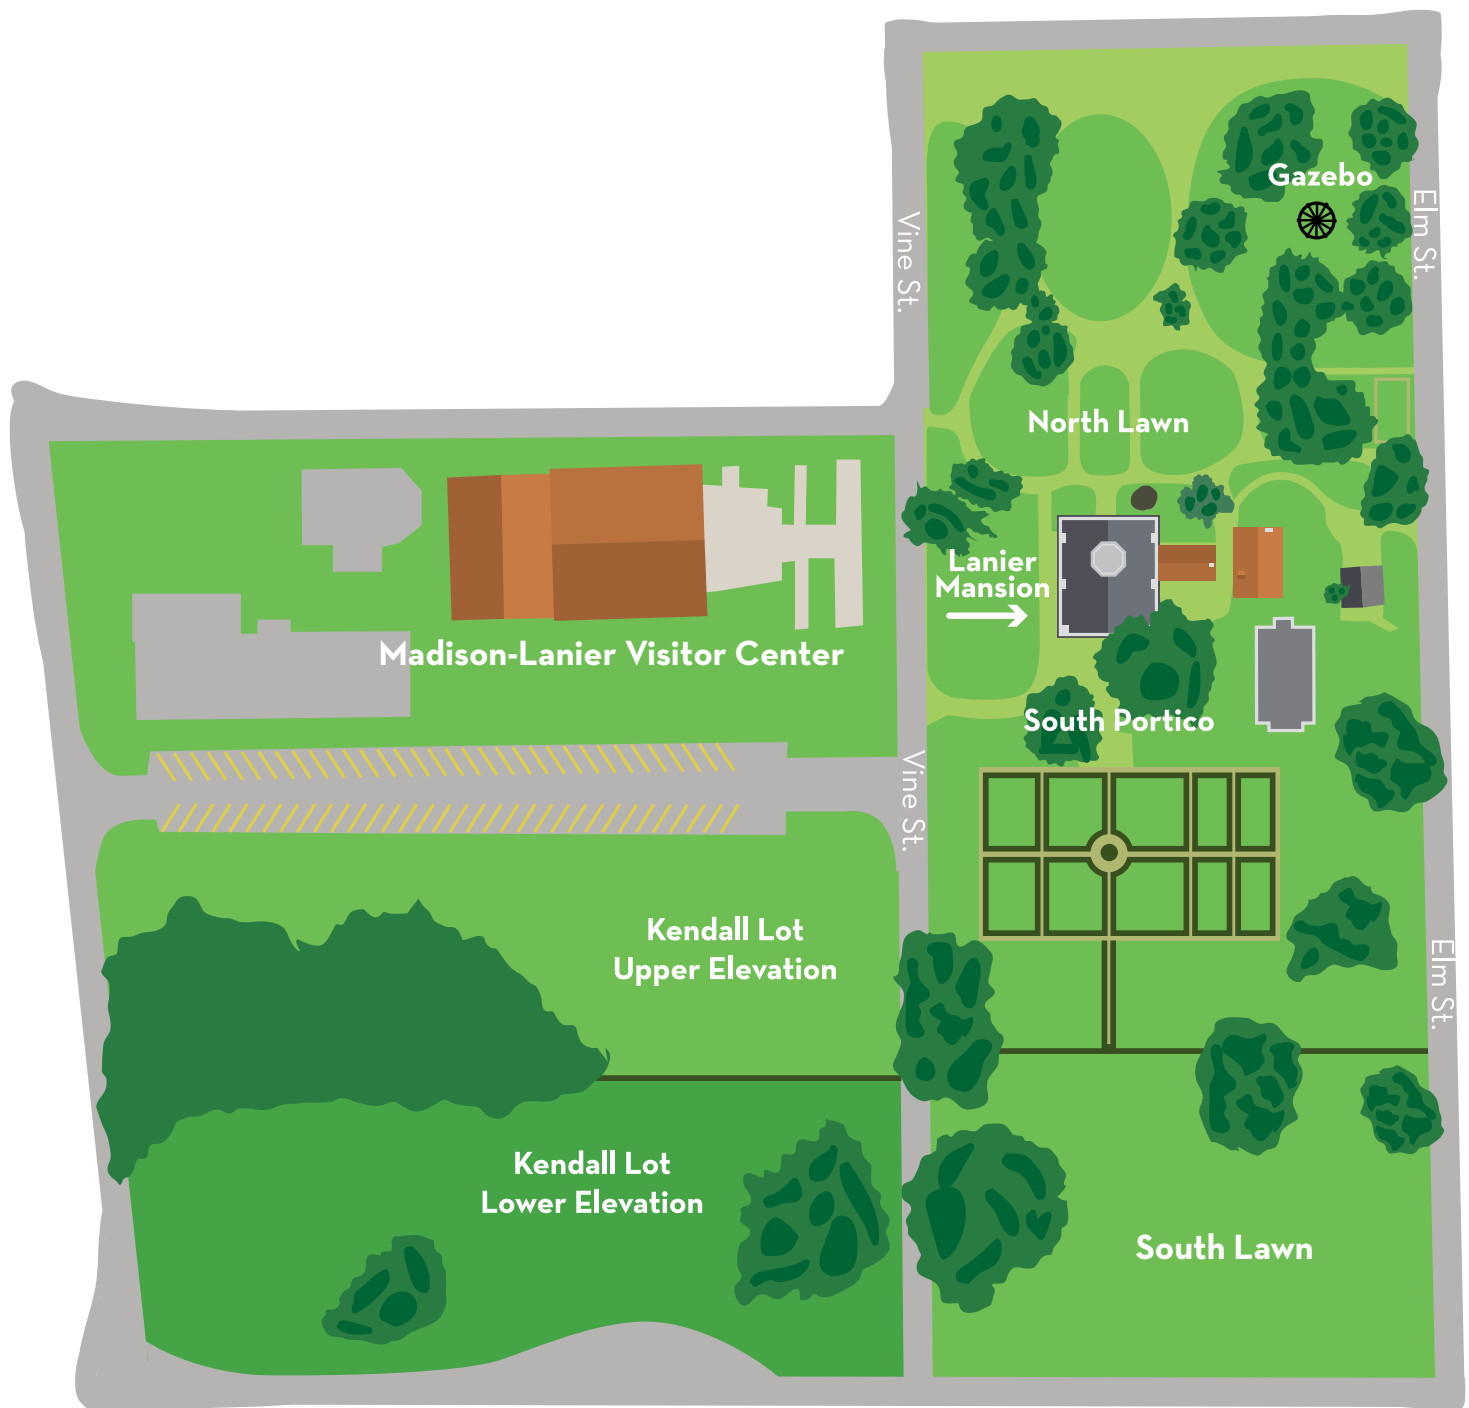 Gazebo
Elm St.
Vine St.
North Lawn
Lanier
Mansion
Madison-Lanier Visitor Center
South Portico
Vine St.
Kendall Lot
Upper Elevation
Elm St.
Kendall Lot
Lower Elevation
South Lawn